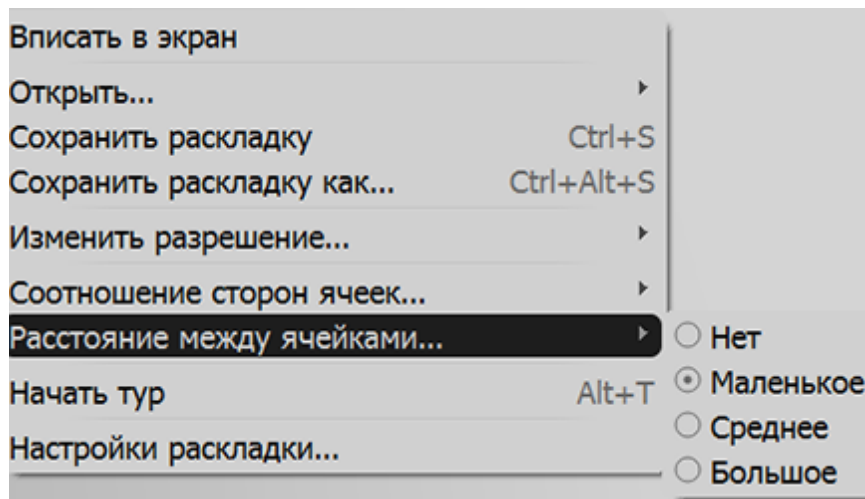 Вписать в экран
Открыть...
Сохранить раскладку Ctrl+S
Сохранить раскладку как... Ctrl+Alt+S
Изменить разрешение...
Соотношение сторон ячеек...
Расстояние между ячейками...
Нет
Начать тур Alt+T
Маленькое
Среднее
Настройки раскладки...
Большое